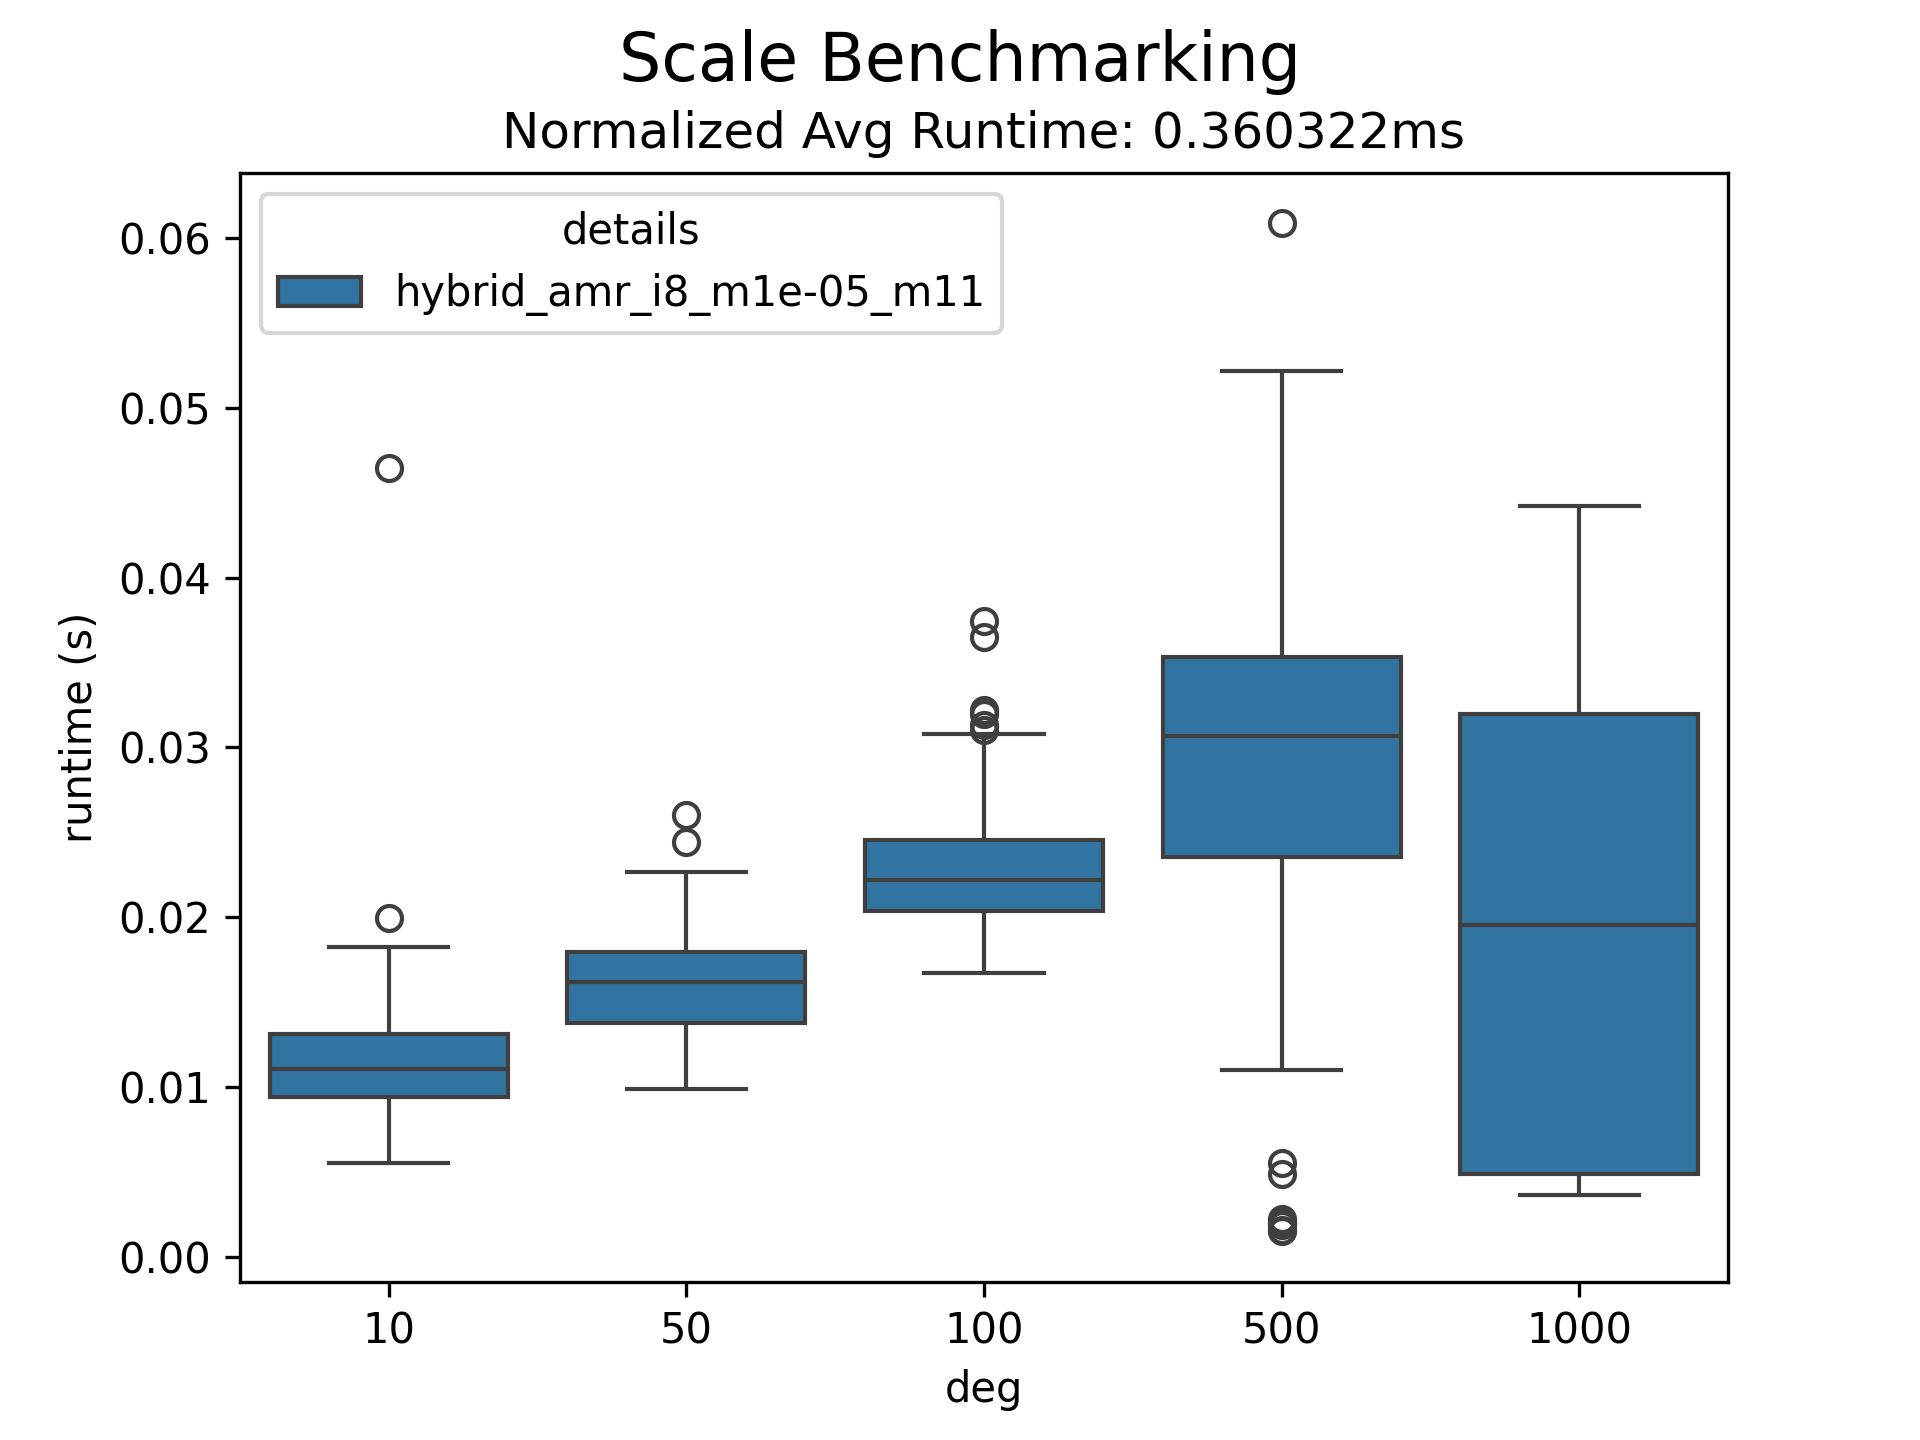 Scale Benchmarking
Normalized Avg Runtime: 0.360322ms
details
hybrid_amr_i8_m1e-05_m11
0.06
0.05
0.04
0.03
0.02
0.01
0.00
runtime (s)
10 50 100 500 1000
deg